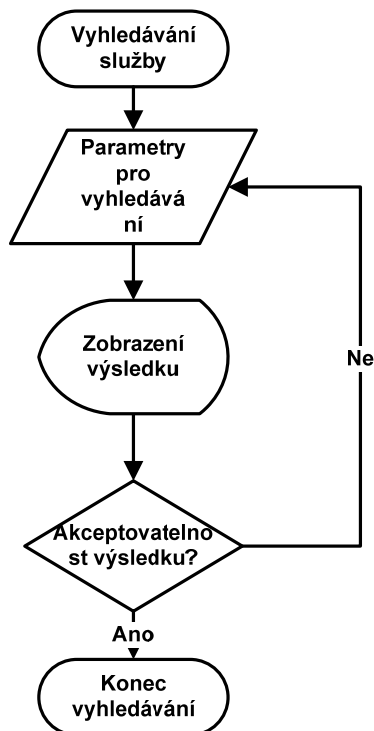 Vyhledávání
služby
Parametry
pro
vyhledává
ní
Zobrazení
výsledku
Ne
Akceptovatelno
st výsledku?
Ano
Konec
vyhledávání